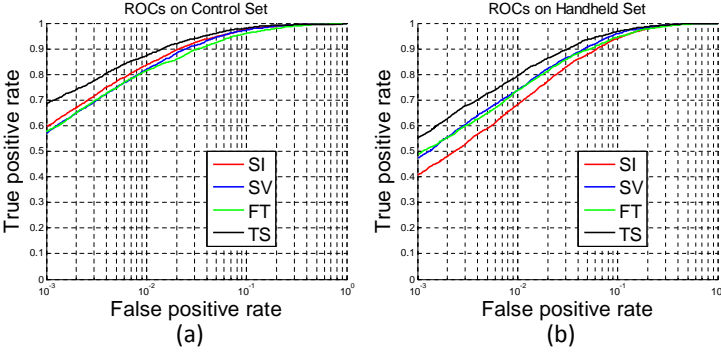 ROCs on Control Set
True positive rate
1
0.9
0.8
0.7
0.6
0.5
0.4
0.3
0.2
0.1
0
SI
SV
FT
TS
10^-3
10^-2
10^-1
10^0
False positive rate
(a)
ROCs on Handheld Set
True positive rate
1
0.9
0.8
0.7
0.6
0.5
0.4
0.3
0.2
0.1
0
SI
SV
FT
TS
10^-3
10^-2
10^-1
10
False positive rate
(b)